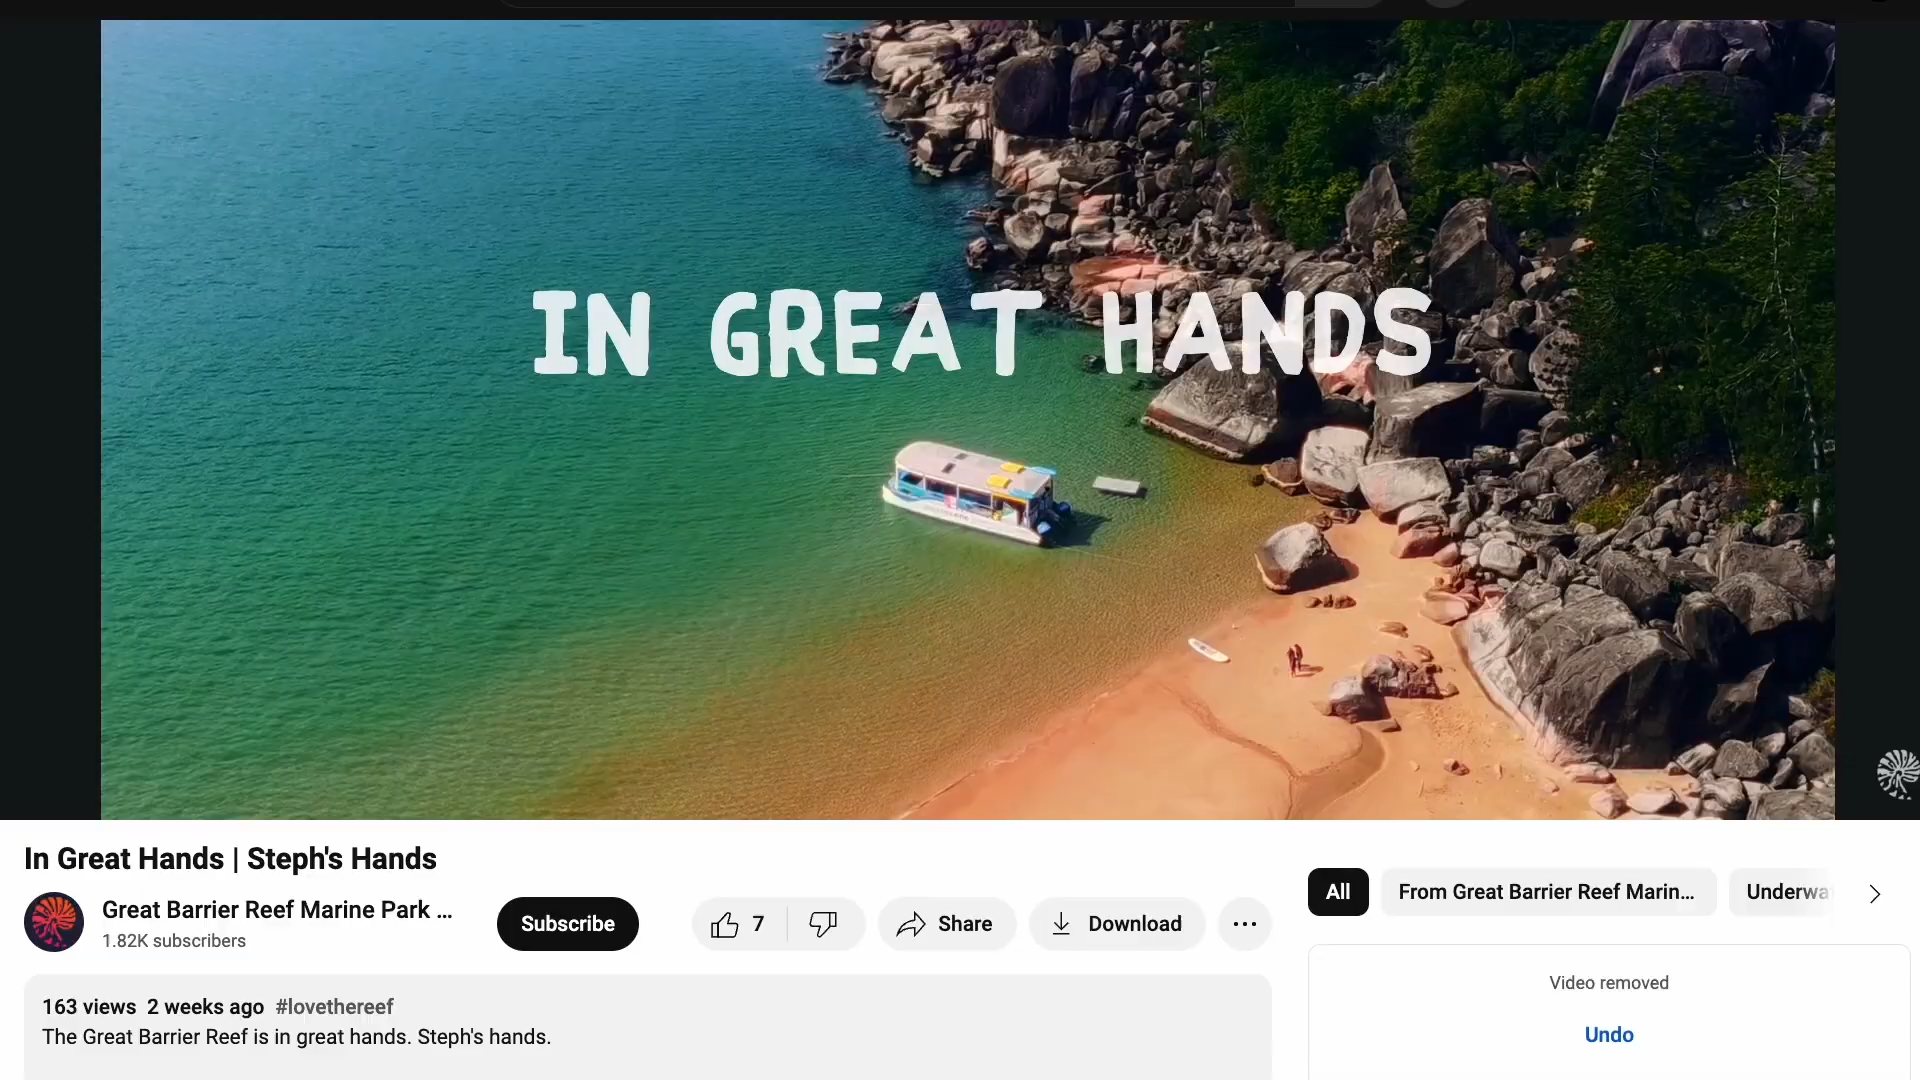 IN GREAT HANDS
In Great Hands | Steph's Hands
Great Barrier Reef Marine Park ...
1.82K subscribers
Subscribe
7
Share
Download
163 views 2 weeks ago #lovethereef
The Great Barrier Reef is in great hands. Steph's hands.
All
From Great Barrier Reef Marin...
Underwa
Video removed
Undo